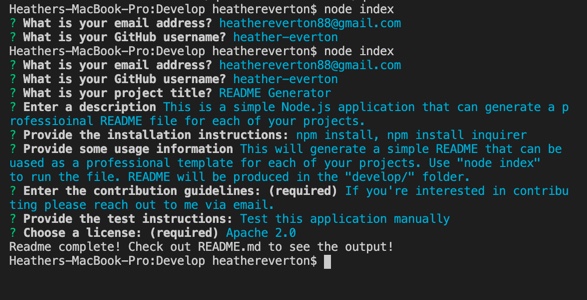 Heathers-MacBook-Pro:Develop heathereverton$ node index
? What is your email address? heathereverton88@gmail.com
? What is your GitHub username? heather-everton
Heathers-MacBook-Pro:Develop heathereverton$ node index
? What is your email address? heathereverton88@gmail.com
? What is your GitHub username? heather-everton
? What is your project title? README Generator
? Enter a description This is a simple Node.js application that can generate a p
rofessioinal README file for each of your projects.
? Provide the installation instructions: npm install, npm install inquirer
? Provide some usage information This will generate a simple README that can be
uased as a professional template for each of your projects. Use "node index"
to run the file. README will be produced in the "develop/" folder.
? Enter the contribution guidelines: (required) If you're interested in contribu
ting please reach out to me via email.
? Provide the test instructions: Test this application manually
? Choose a license: (required) Apache 2.0
Readme complete! Check out README.md to see the output!
Heathers-MacBook-Pro:Develop heathereverton$